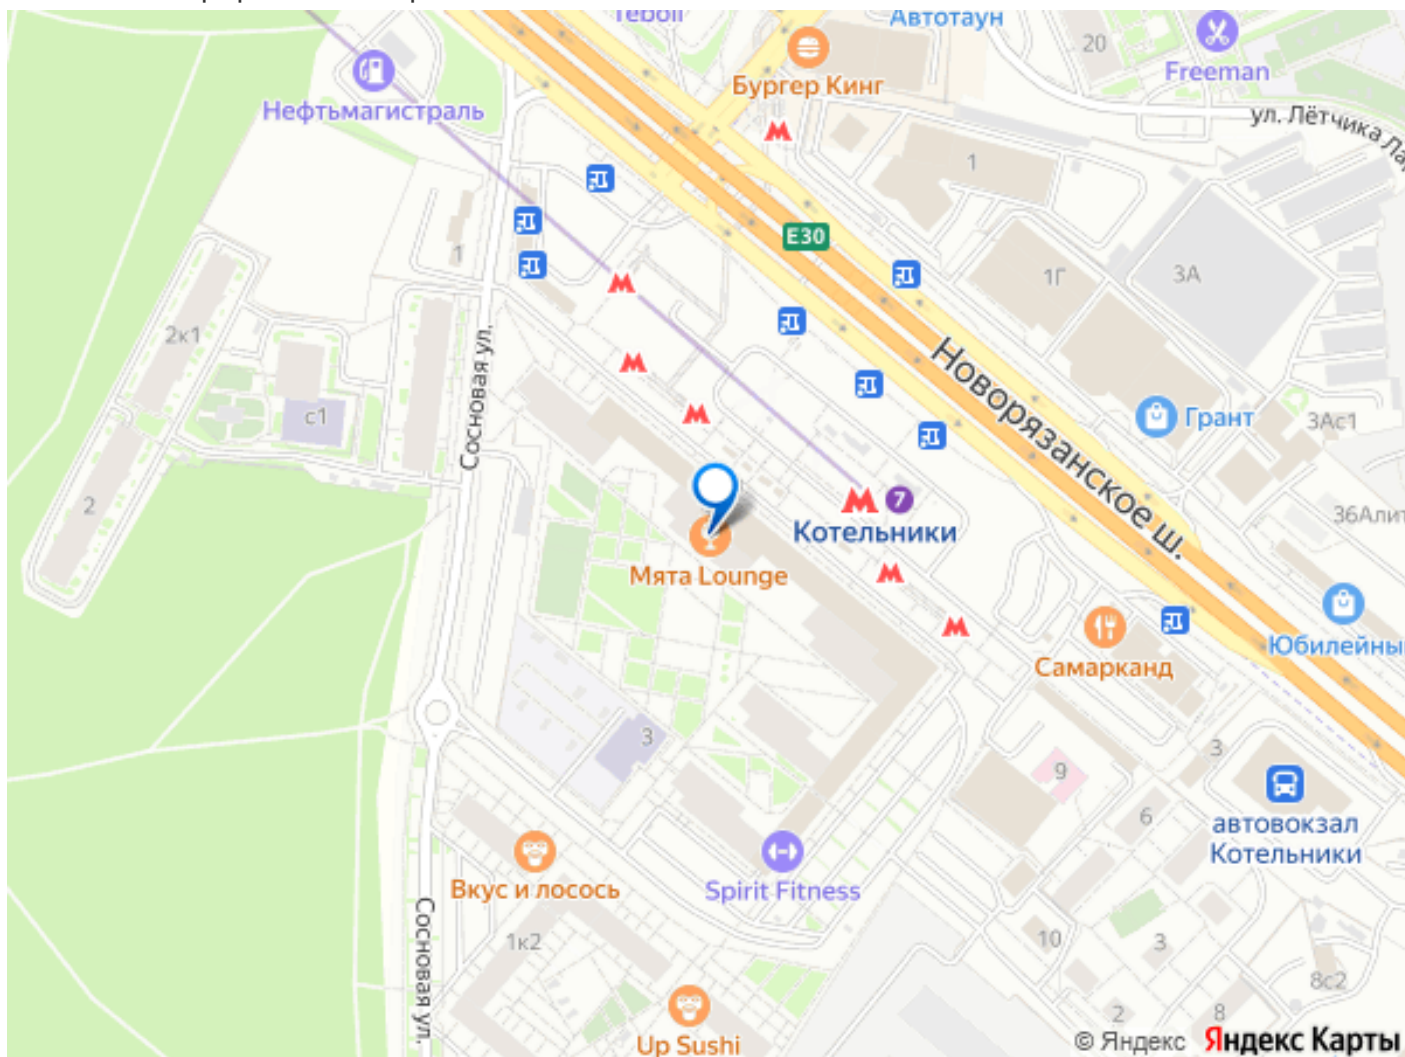 Teboil
Автотаун
20
Freeman
Бургер Кинг
Нефтьмагистраль
ул. Лётчика
1
E30
1
1Г
3А
2к1
Сосновая ул.
с1
Новорязанское ш.
Грант
3Ас1
2
7
Котельники
36Алит
Мята Lounge
Самарканд
Юбилейны
3
3
9
6
автовокзал
Котельники
Вкус и лосось
Spirit Fitness
Сосновая ул.
1к2
10
3
8с2
2
8
Up Sushi
© Яндекс Яндекс Карты